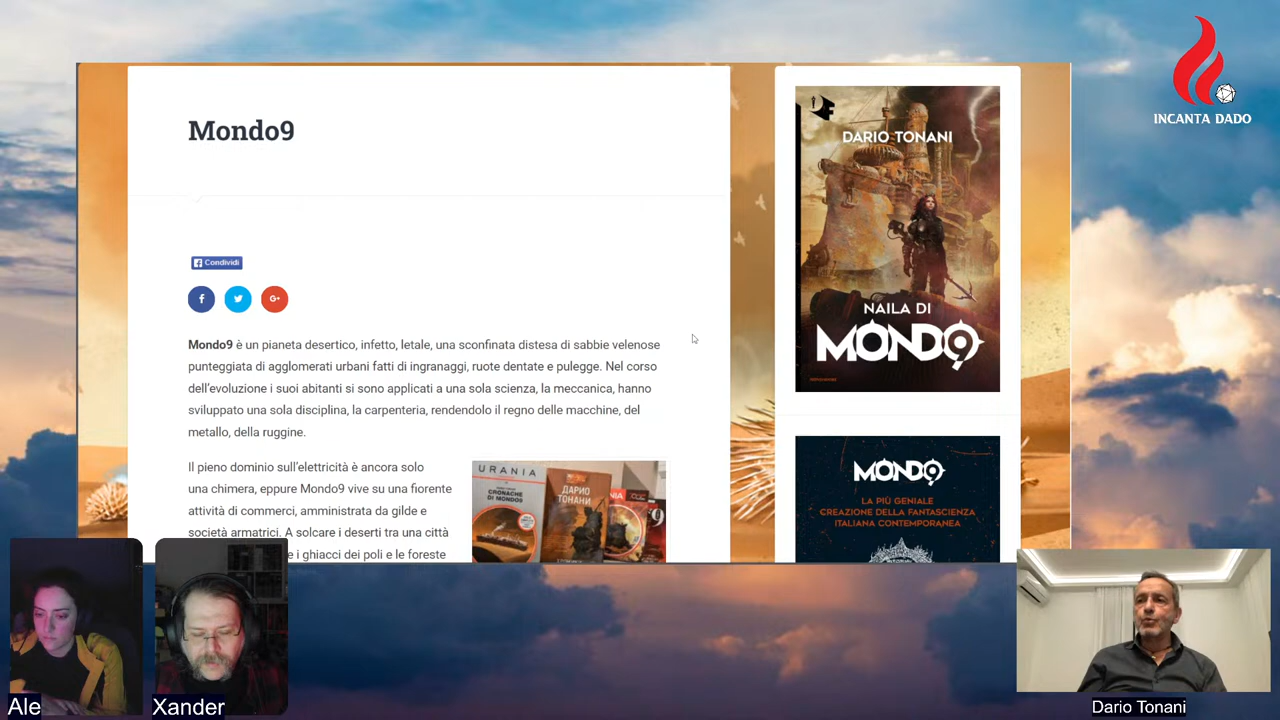 INCANTA DADO
Mondo9
Condividi
Mondo9 è un pianeta desertico, infetto, letale, una sconfinata distesa di sabbie velenose
punteggiata di agglomerati urbani fatti di ingranaggi, ruote dentate e pulegge. Nel corso
dell'evoluzione i suoi abitanti si sono applicati a una sola scienza, la meccanica, hanno
sviluppato una sola disciplina, la carpenteria, rendendolo il regno delle macchine, del
metallo, della ruggine.
Il pieno dominio sull'elettricità è ancora solo
una chimera, eppure Mondo9 vive su una fiorente
attività di commerci, amministrata da gilde e
società armatrici. A solcare i deserti tra una città
e i ghiacci dei poli e le foreste
URANIA
CRONACHE
DI MONDO9
ДАРИО
ТОНАНИ
DARIO TONANI
NAILA DI
MONDO9
MONDO9
LA PIÙ GENIALE
CREAZIONE DELLA FANTASCIENZA
ITALIANA CONTEMPORANEA
Ale
Xander
Dario Tonani